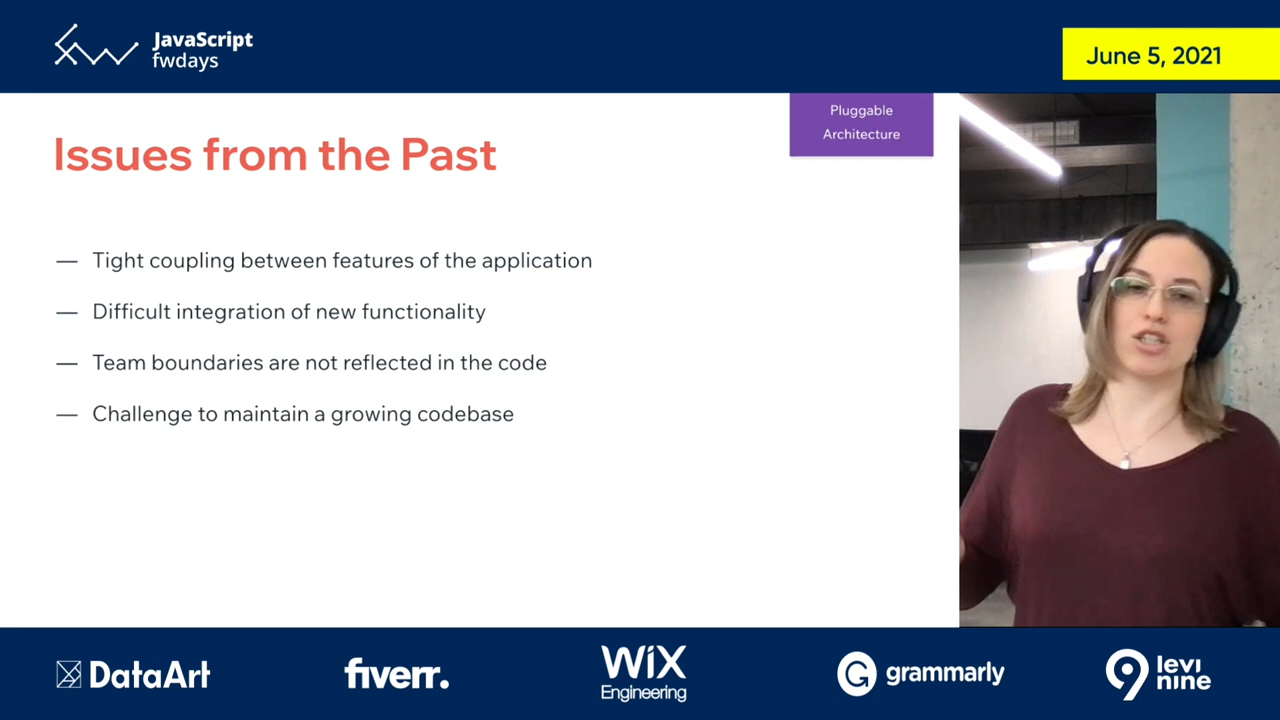 JavaScript
fwdays
June 5, 2021
Pluggable
Architecture
Issues from the Past
— Tight coupling between features of the application
— Difficult integration of new functionality
— Team boundaries are not reflected in the code
— Challenge to maintain a growing codebase
DataArt
fiverr.
WiX
Engineering
grammarly
levi
nine